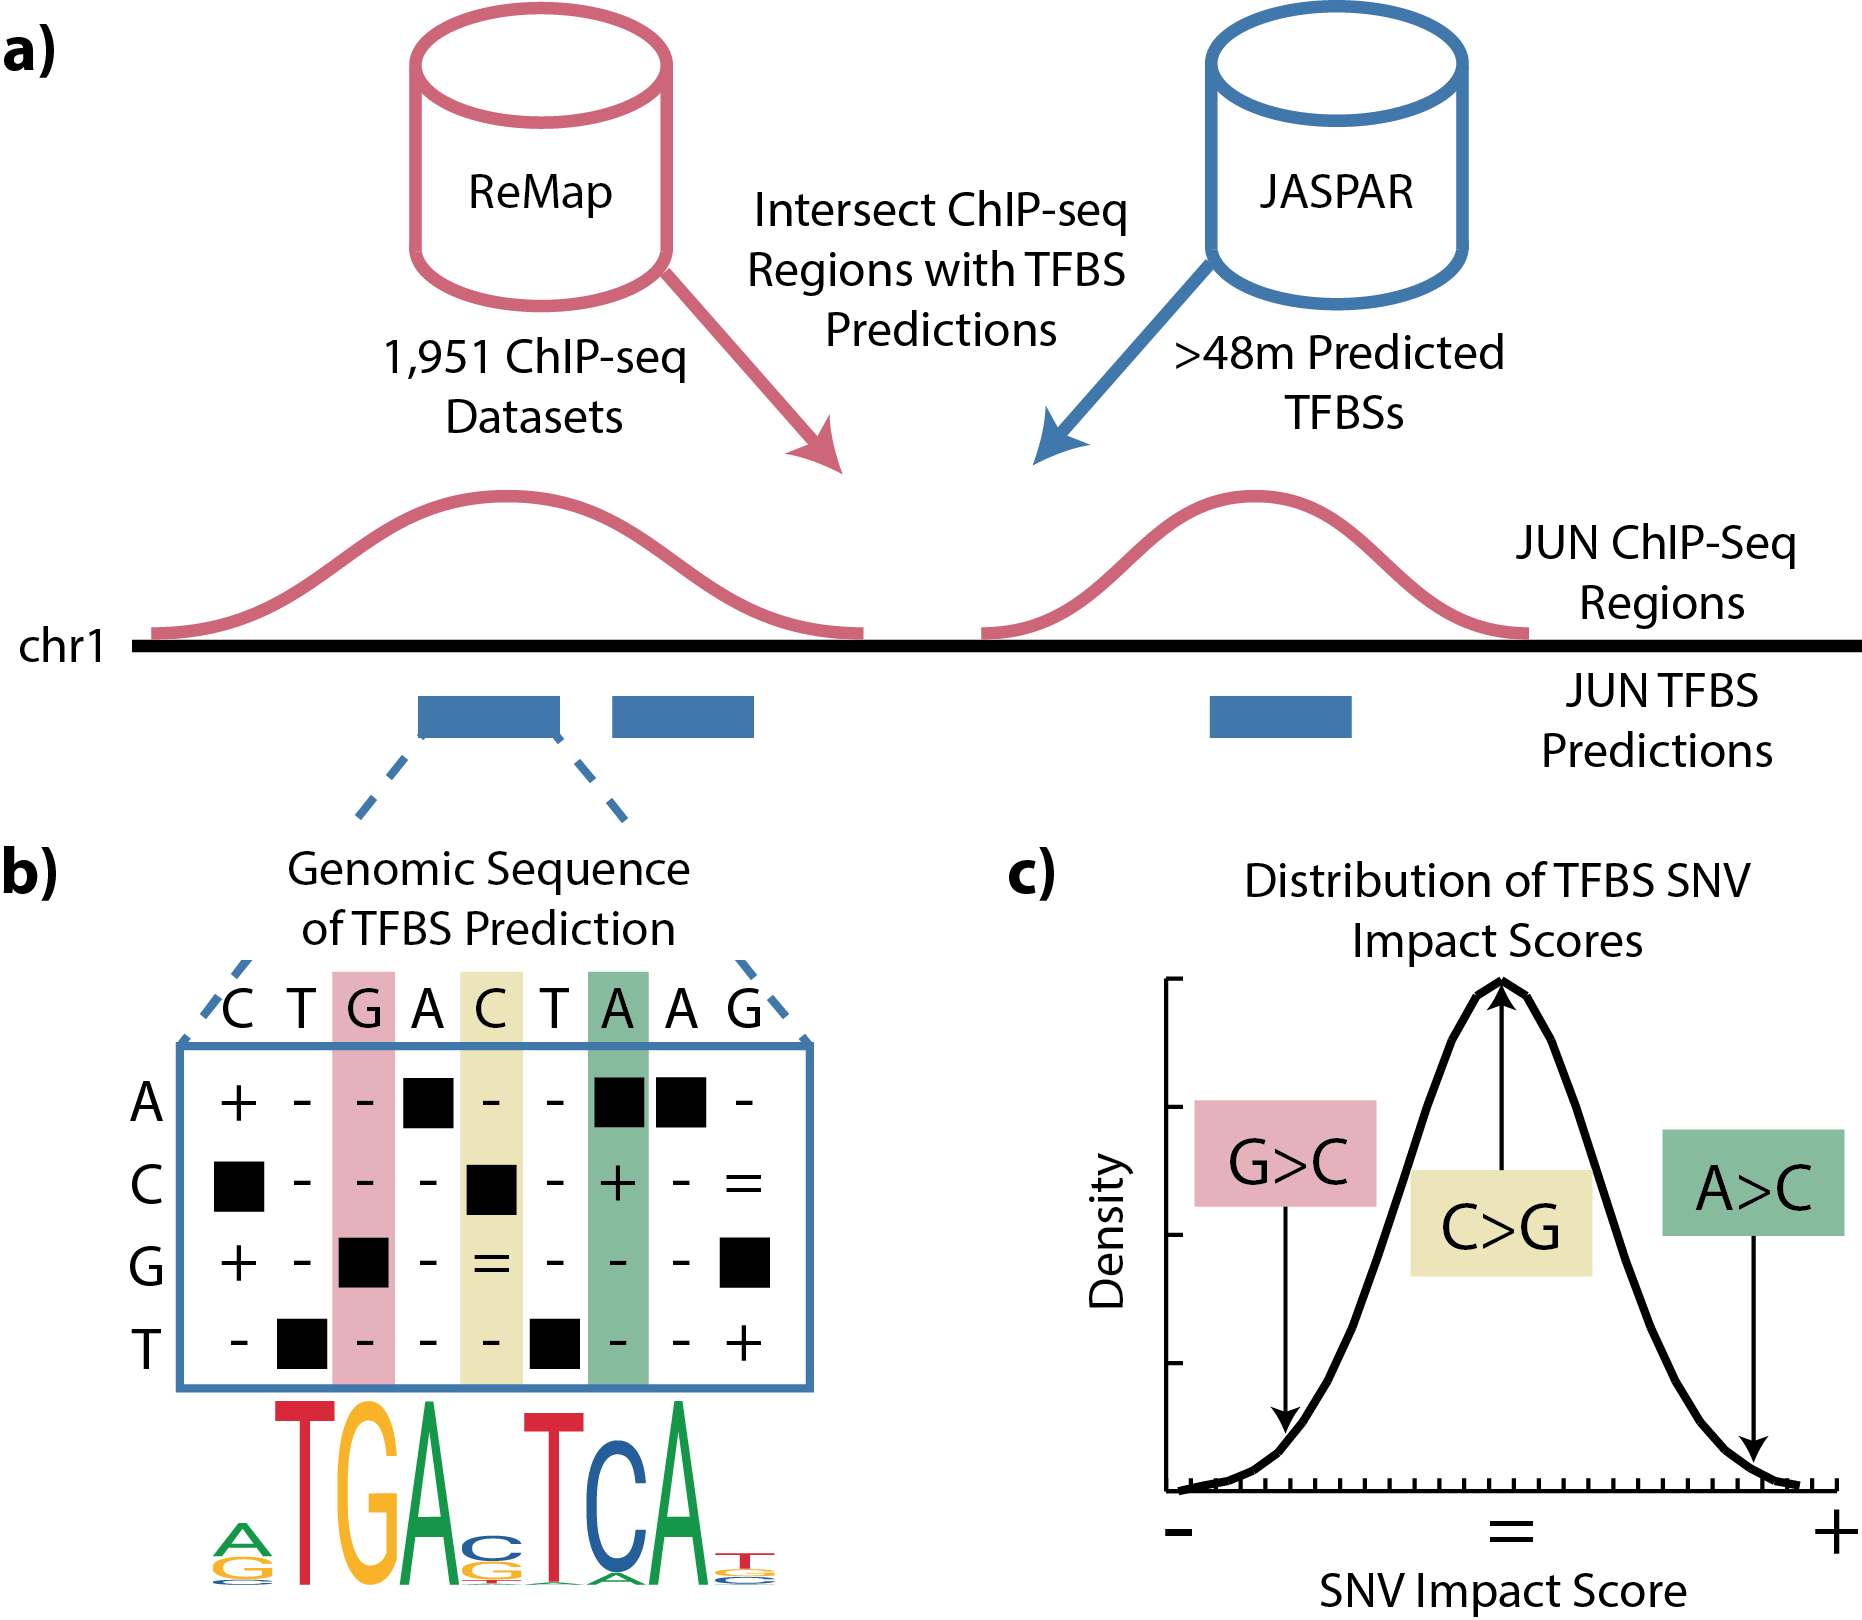 a)
ReMap
JASPAR
Intersect ChIP-seq
Regions with TFBS
Predictions
1,951 ChIP-seq
Datasets
>48m Predicted
TFBSs
JUN ChIP-Seq
Regions
chr1
JUN TFBS
Predictions
b)
Genomic Sequence
of TFBS Prediction
C T G A C T A A G
A + - - - - -
C - - - - + - =
G + - - = - - -
T - - - - - - +
A T G A C T C A T
G G G
C T A A C
c)
Distribution of TFBS SNV
Impact Scores
Density
G>C
C>G
A>C
- = +
SNV Impact Score